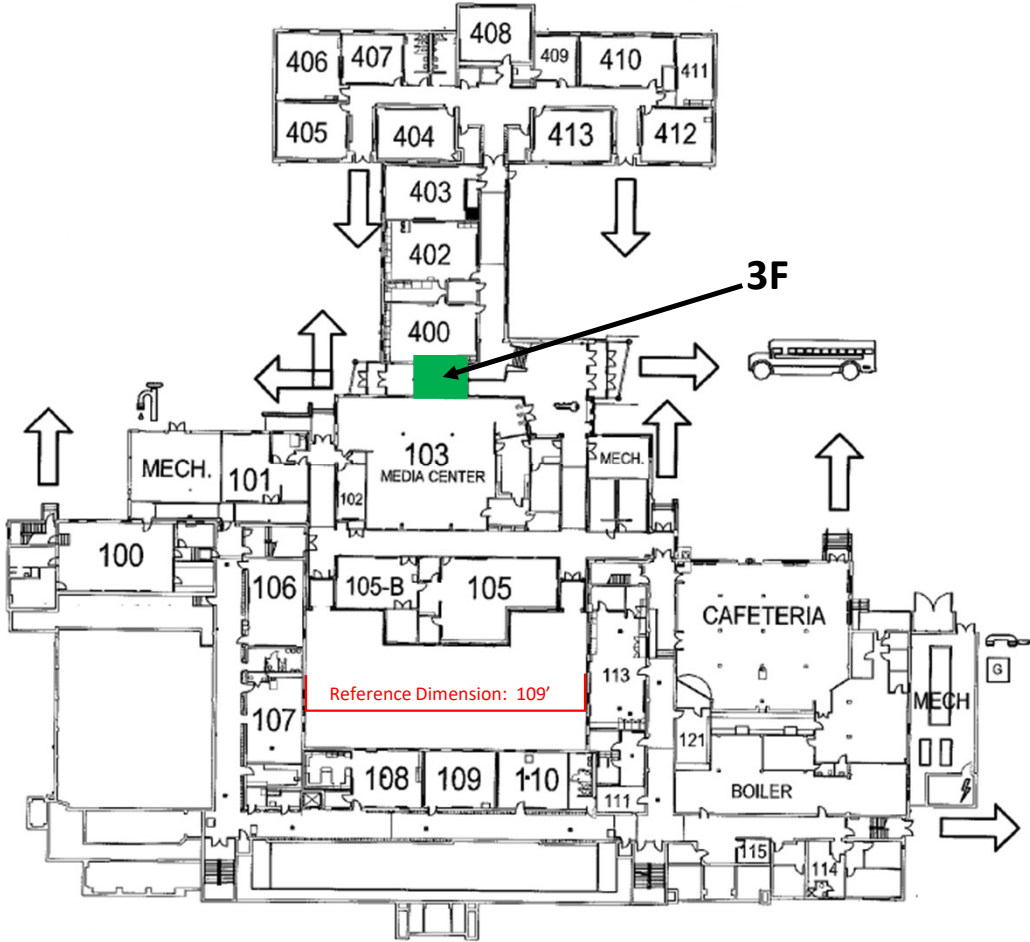 408
406
407
409
410
411
405
404
413
412
403
402
3F
400
103
MEDIA CENTER
MECH.
101
102
MECH.
100
106
105-B
105
CAFETERIA
113
Reference Dimension: 109’
G
MECH
107
121
108
109
110
111
BOILER
115
114